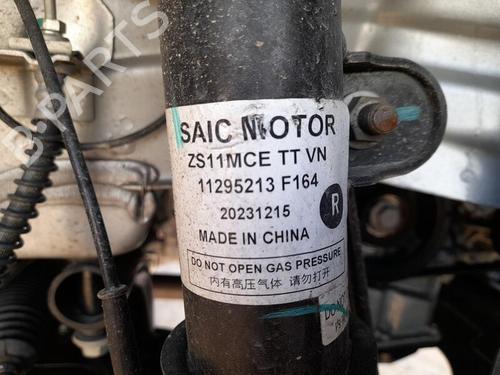 SAIC MOTOR
ZS11MCE TT VN
11295213 F164
20231215
R
MADE IN CHINA
DO NOT OPEN GAS PRESSURE
内有高压气体 请勿打开
B-PARTS